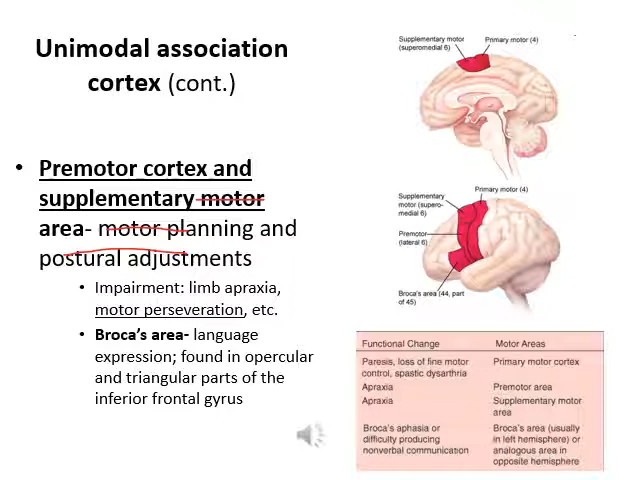 Unimodal association
cortex (cont.)
• Premotor cortex and
supplementary motor
area- motor planning and
postural adjustments
• Impairment: limb apraxia,
motor perseveration, etc.
• Broca's area- language
expression; found in opercular
and triangular parts of the
inferior frontal gyrus
Supplementary motor
(superomedial 6)
Primary motor (4)
Primary motor (4)
Supplementary
motor (supero-
medial 6)
Premotor
(lateral 6)
Broca's area (44, part
of 45)
Functional Change Motor Areas
Paresis, loss of fine motor Primary motor cortex
control, spastic dysarthria
Apraxia Premotor area
Apraxia Supplementary motor
area
Broca's aphasia or Broca's area (usually
difficulty producing in left hemisphere) or
nonverbal communication analogous area in
opposite hemisphere